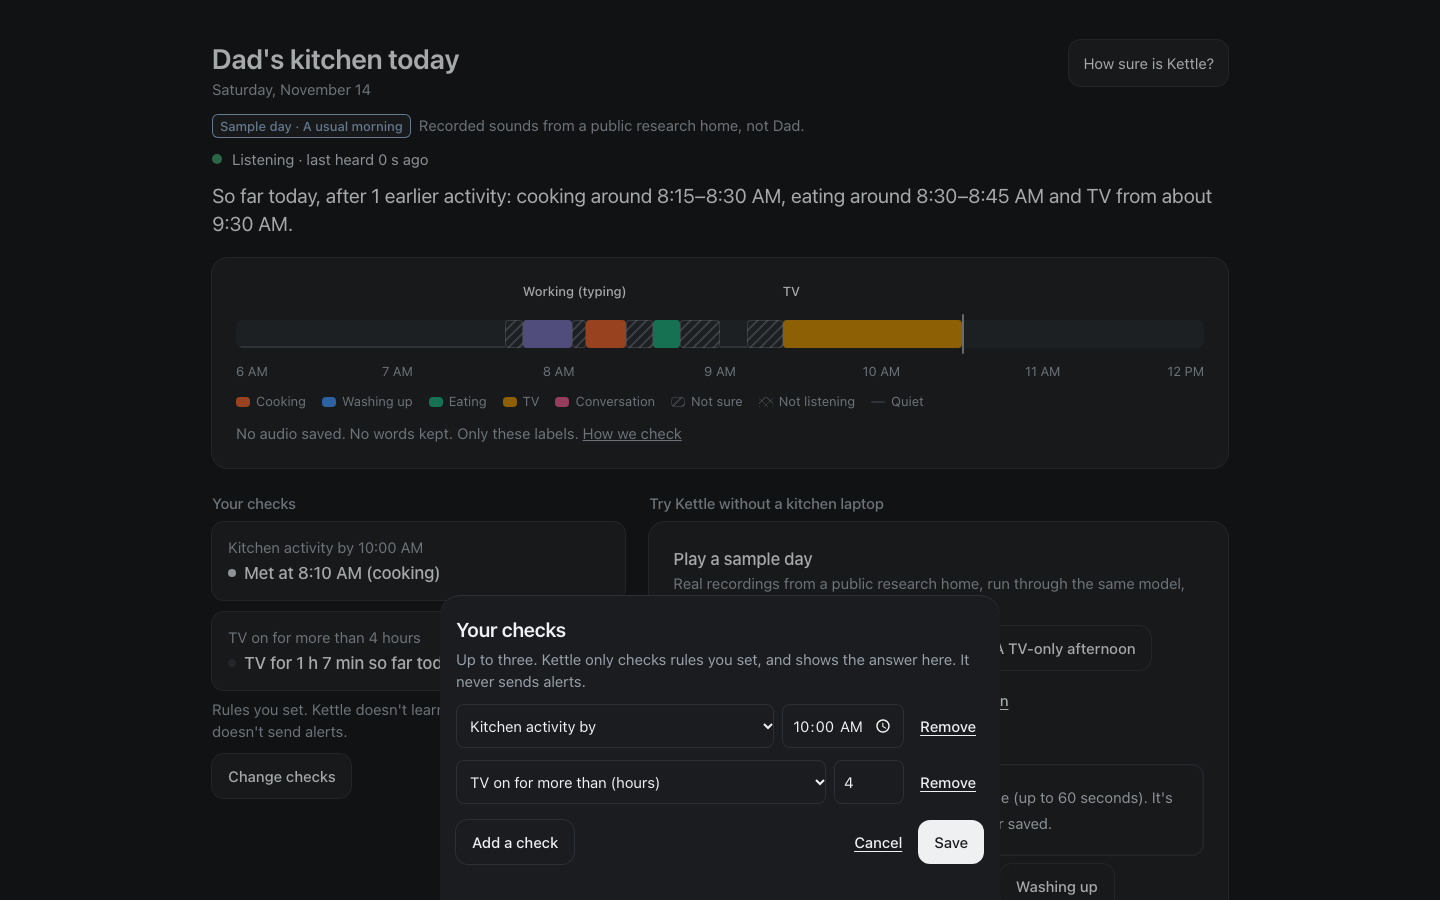 Dad's kitchen today
How sure is Kettle?
Saturday, November 14
Sample day · A usual morning
Recorded sounds from a public research home, not Dad.
Listening · last heard 0 s ago
So far today, after 1 earlier activity: cooking around 8:15–8:30 AM, eating around 8:30–8:45 AM and TV from about
9:30 AM.
Working (typing)
TV
6 AM
7 AM
8 AM
9 AM
10 AM
11 AM
12 PM
Cooking
Washing up
Eating
TV
Conversation
Not sure
Not listening
Quiet
No audio saved. No words kept. Only these labels. How we check
Your checks
Kitchen activity by 10:00 AM
Met at 8:10 AM (cooking)
TV on for more than 4 hours
TV for 1 h 7 min so far
Rules you set. Kettle doesn't
doesn't send alerts.
Change checks
Try Kettle without a kitchen laptop
Play a sample day
Real recordings from a public research home, run through the same model,
A TV-only afternoon
(up to 60 seconds). It's
saved.
Washing up
Your checks
Up to three. Kettle only checks rules you set, and shows the answer here. It
never sends alerts.
Kitchen activity by
10:00 AM
Remove
TV on for more than (hours)
4
Remove
Add a check
Cancel
Save